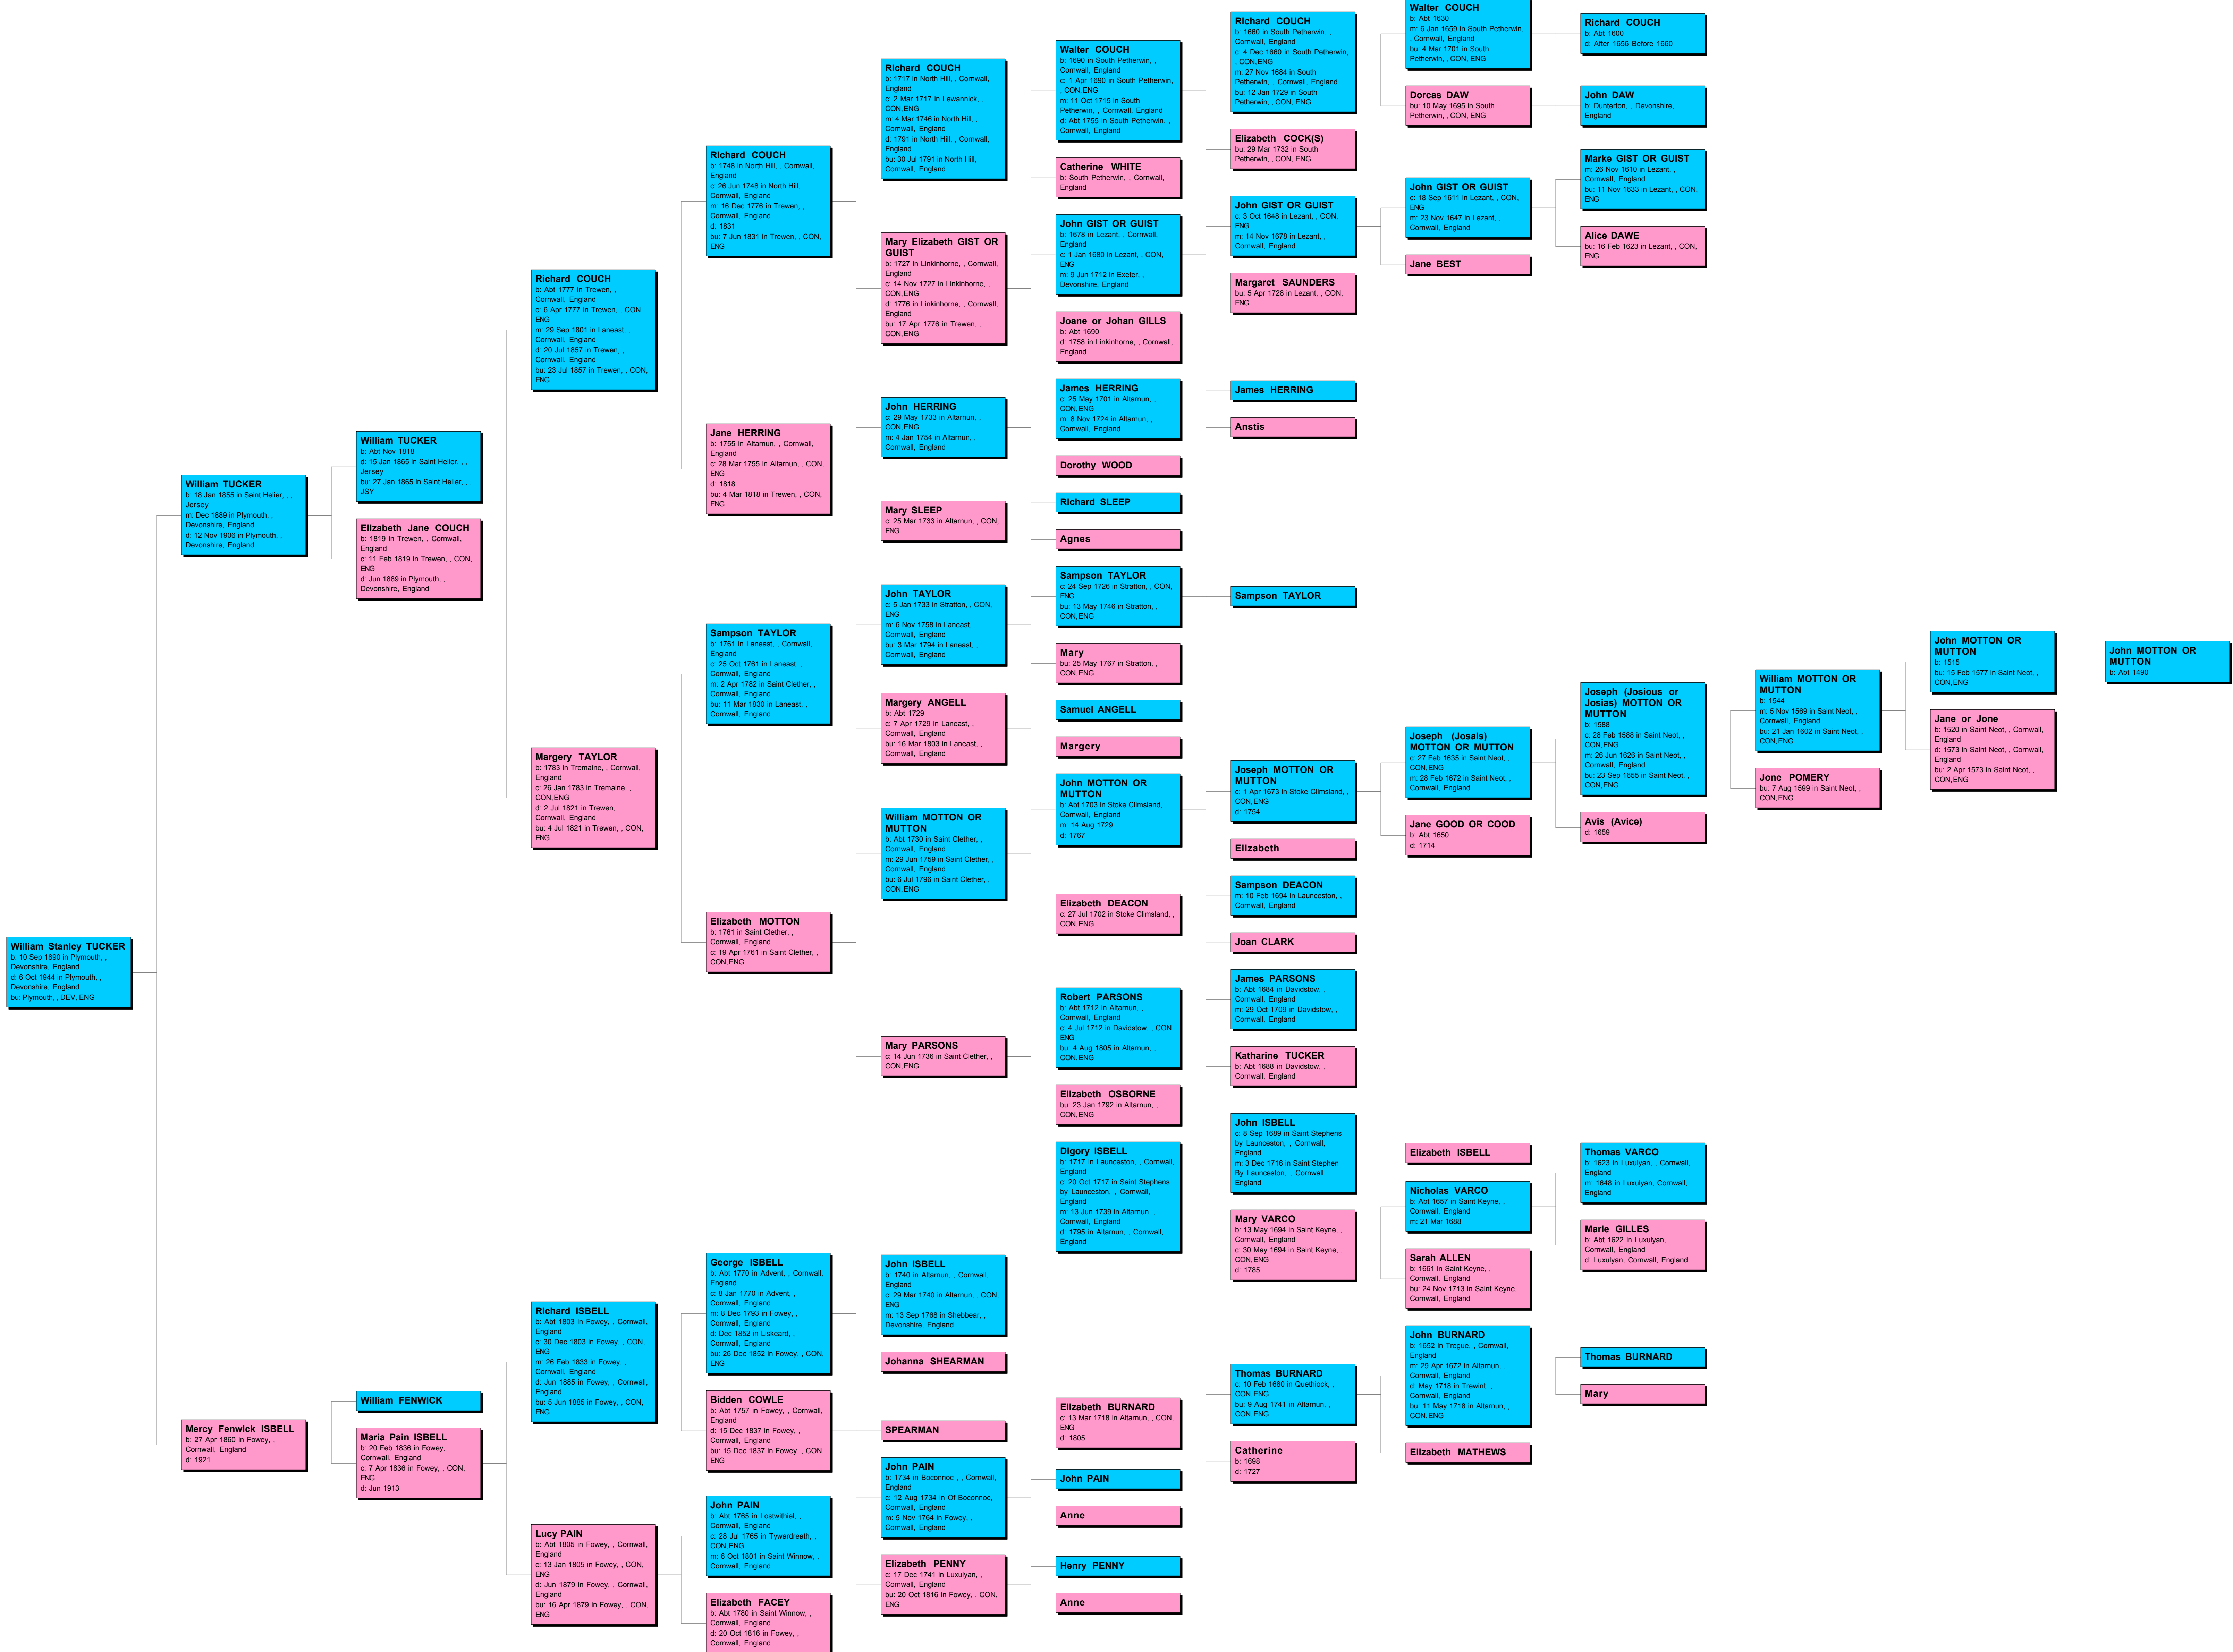 William Stanley TUCKER
b: 10 Sep 1890 in Plymouth, ,
Devonshire, England
d: 6 Oct 1944 in Plymouth, ,
Devonshire, England
bu: Plymouth, , DEV, ENG
William TUCKER
b: 18 Jan 1855 in Saint Helier, , ,
Jersey
m: Dec 1889 in Plymouth, ,
Devonshire, England
d: 12 Nov 1906 in Plymouth, ,
Devonshire, England
Mercy Fenwick ISBELL
b: 27 Apr 1860 in Fowey, ,
Cornwall, England
d: 1921
William TUCKER
b: Abt Nov 1818
d: 15 Jan 1865 in Saint Helier, , ,
Jersey
bu: 27 Jan 1865 in Saint Helier, , ,
JSY
Elizabeth Jane COUCH
b: 1819 in Trewen, , Cornwall,
England
c: 11 Feb 1819 in Trewen, , CON,
ENG
d: Jun 1889 in Plymouth, ,
Devonshire, England
William FENWICK
Maria Pain ISBELL
b: 20 Feb 1836 in Fowey, ,
Cornwall, England
c: 7 Apr 1836 in Fowey, , CON,
ENG
d: Jun 1913
Richard COUCH
b: Abt 1777 in Trewen, ,
Cornwall, England
c: 6 Apr 1777 in Trewen, , CON,
ENG
m: 29 Sep 1801 in Laneast, ,
Cornwall, England
d: 20 Jul 1857 in Trewen, ,
Cornwall, England
bu: 23 Jul 1857 in Trewen, , CON,
ENG
Margery TAYLOR
b: 1783 in Tremaine, , Cornwall,
England
c: 26 Jan 1783 in Tremaine, ,
CON,ENG
d: 2 Jul 1821 in Trewen, ,
Cornwall, England
bu: 4 Jul 1821 in Trewen, , CON,
ENG
Richard ISBELL
b: Abt 1803 in Fowey, , Cornwall,
England
c: 30 Dec 1803 in Fowey, , CON,
ENG
m: 26 Feb 1833 in Fowey, ,
Cornwall, England
d: Jun 1885 in Fowey, , Cornwall,
England
bu: 5 Jun 1885 in Fowey, , CON,
ENG
Lucy PAIN
b: Abt 1805 in Fowey, , Cornwall,
England
c: 13 Jan 1805 in Fowey, , CON,
ENG
d: Jun 1879 in Fowey, , Cornwall,
England
bu: 16 Apr 1879 in Fowey, , CON,
ENG
Richard COUCH
b: 1748 in North Hill, , Cornwall,
England
c: 26 Jun 1748 in North Hill,
Cornwall, England
m: 16 Dec 1776 in Trewen, ,
Cornwall, England
d: 1831
bu: 7 Jun 1831 in Trewen, , CON,
ENG
Jane HERRING
b: 1755 in Altarnun, , Cornwall,
England
c: 28 Mar 1755 in Altarnun, , CON,
ENG
d: 1818
bu: 4 Mar 1818 in Trewen, , CON,
ENG
Sampson TAYLOR
b: 1761 in Laneast, , Cornwall,
England
c: 25 Oct 1761 in Laneast, ,
Cornwall, England
m: 2 Apr 1782 in Saint Clether, ,
Cornwall, England
bu: 11 Mar 1830 in Laneast, ,
Cornwall, England
Elizabeth MOTTON
b: 1761 in Saint Clether, ,
Cornwall, England
c: 19 Apr 1761 in Saint Clether, ,
CON,ENG
George ISBELL
b: Abt 1770 in Advent, , Cornwall,
England
c: 8 Jan 1770 in Advent, ,
Cornwall, England
m: 8 Dec 1793 in Fowey, ,
Cornwall, England
d: Dec 1852 in Liskeard, ,
Cornwall, England
bu: 26 Dec 1852 in Fowey, , CON,
ENG
Bidden COWLE
b: Abt 1757 in Fowey, , Cornwall,
England
d: 15 Dec 1837 in Fowey, ,
Cornwall, England
bu: 15 Dec 1837 in Fowey, , CON,
ENG
John PAIN
b: Abt 1765 in Lostwithiel, ,
Cornwall, England
c: 28 Jul 1765 in Tywardreath, ,
CON,ENG
m: 6 Oct 1801 in Saint Winnow, ,
Cornwall, England
Elizabeth FACEY
b: Abt 1780 in Saint Winnow, ,
Cornwall, England
d: 20 Oct 1816 in Fowey, ,
Cornwall, England
Richard COUCH
b: 1717 in North Hill, , Cornwall,
England
c: 2 Mar 1717 in Lewannick, ,
CON,ENG
m: 4 Mar 1746 in North Hill, ,
Cornwall, England
d: 1791 in North Hill, , Cornwall,
England
bu: 30 Jul 1791 in North Hill,
Cornwall, England
Mary Elizabeth GIST OR
GUIST
b: 1727 in Linkinhorne, , Cornwall,
England
c: 14 Nov 1727 in Linkinhorne, ,
CON,ENG
d: 1776 in Linkinhorne, , Cornwall,
England
bu: 17 Apr 1776 in Trewen, ,
CON,ENG
John HERRING
c: 29 May 1733 in Altarnun, ,
CON,ENG
m: 4 Jan 1754 in Altarnun, ,
Cornwall, England
Mary SLEEP
c: 25 Mar 1733 in Altarnun, , CON,
ENG
John TAYLOR
c: 5 Jan 1733 in Stratton, , CON,
ENG
m: 6 Nov 1758 in Laneast, ,
Cornwall, England
bu: 3 Mar 1794 in Laneast, ,
Cornwall, England
Margery ANGELL
b: Abt 1729
c: 7 Apr 1729 in Laneast, ,
Cornwall, England
bu: 16 Mar 1803 in Laneast, ,
Cornwall, England
William MOTTON OR
MUTTON
b: Abt 1730 in Saint Clether, ,
Cornwall, England
m: 29 Jun 1759 in Saint Clether, ,
Cornwall, England
bu: 6 Jul 1796 in Saint Clether, ,
CON,ENG
Mary PARSONS
c: 14 Jun 1736 in Saint Clether, ,
CON,ENG
John ISBELL
b: 1740 in Altarnun, , Cornwall,
England
c: 29 Mar 1740 in Altarnun, , CON,
ENG
m: 13 Sep 1768 in Shebbear, ,
Devonshire, England
Johanna SHEARMAN
SPEARMAN
John PAIN
b: 1734 in Boconnoc , , Cornwall,
England
c: 12 Aug 1734 in Of Boconnoc,
Cornwall, England
m: 5 Nov 1764 in Fowey, ,
Cornwall, England
Elizabeth PENNY
c: 17 Dec 1741 in Luxulyan, ,
Cornwall, England
bu: 20 Oct 1816 in Fowey, , CON,
ENG
Walter COUCH
b: 1690 in South Petherwin, ,
Cornwall, England
c: 1 Apr 1690 in South Petherwin,
, CON,ENG
m: 11 Oct 1715 in South
Petherwin, , Cornwall, England
d: Abt 1755 in South Petherwin, ,
Cornwall, England
Catherine WHITE
b: South Petherwin, , Cornwall,
England
John GIST OR GUIST
b: 1678 in Lezant, , Cornwall,
England
c: 1 Jan 1680 in Lezant, , CON,
ENG
m: 9 Jun 1712 in Exeter, ,
Devonshire, England
Joane or Johan GILLS
b: Abt 1690
d: 1758 in Linkinhorne, , Cornwall,
England
James HERRING
c: 25 May 1701 in Altarnun, ,
CON,ENG
m: 8 Nov 1724 in Altarnun, ,
Cornwall, England
Dorothy WOOD
Richard SLEEP
Agnes
Sampson TAYLOR
c: 24 Sep 1726 in Stratton, , CON,
ENG
bu: 13 May 1746 in Stratton, ,
CON,ENG
Mary
bu: 25 May 1767 in Stratton, ,
CON,ENG
Samuel ANGELL
Margery
John MOTTON OR
MUTTON
b: Abt 1703 in Stoke Climsland, ,
Cornwall, England
m: 14 Aug 1729
d: 1767
Elizabeth DEACON
c: 27 Jul 1702 in Stoke Climsland, ,
CON,ENG
Robert PARSONS
b: Abt 1712 in Altarnun, ,
Cornwall, England
c: 4 Jul 1712 in Davidstow, , CON,
ENG
bu: 4 Aug 1805 in Altarnun, ,
CON,ENG
Elizabeth OSBORNE
bu: 23 Jan 1792 in Altarnun, ,
CON,ENG
Digory ISBELL
b: 1717 in Launceston, , Cornwall,
England
c: 20 Oct 1717 in Saint Stephens
by Launceston, , Cornwall,
England
m: 13 Jun 1739 in Altarnun, ,
Cornwall, England
d: 1795 in Altarnun, , Cornwall,
England
Elizabeth BURNARD
c: 13 Mar 1718 in Altarnun, , CON,
ENG
d: 1805
John PAIN
Anne
Henry PENNY
Anne
Richard COUCH
b: 1660 in South Petherwin, ,
Cornwall, England
c: 4 Dec 1660 in South Petherwin,
, CON,ENG
m: 27 Nov 1684 in South
Petherwin, , Cornwall, England
bu: 12 Jan 1729 in South
Petherwin, , CON, ENG
Elizabeth COCK(S)
bu: 29 Mar 1732 in South
Petherwin, , CON, ENG
John GIST OR GUIST
c: 3 Oct 1648 in Lezant, , CON,
ENG
m: 14 Nov 1678 in Lezant, ,
Cornwall, England
Margaret SAUNDERS
bu: 5 Apr 1728 in Lezant, , CON,
ENG
James HERRING
Anstis
Sampson TAYLOR
Joseph MOTTON OR
MUTTON
c: 1 Apr 1673 in Stoke Climsland, ,
CON,ENG
d: 1754
Elizabeth
Sampson DEACON
m: 10 Feb 1694 in Launceston, ,
Cornwall, England
Joan CLARK
James PARSONS
b: Abt 1684 in Davidstow, ,
Cornwall, England
m: 29 Oct 1709 in Davidstow, ,
Cornwall, England
Katharine TUCKER
b: Abt 1688 in Davidstow, ,
Cornwall, England
John ISBELL
c: 8 Sep 1689 in Saint Stephens
by Launceston, , Cornwall,
England
m: 3 Dec 1716 in Saint Stephen
By Launceston, , Cornwall,
England
Mary VARCO
b: 13 May 1694 in Saint Keyne, ,
Cornwall, England
c: 30 May 1694 in Saint Keyne, ,
CON,ENG
d: 1785
Thomas BURNARD
c: 10 Feb 1680 in Quethiock, ,
CON,ENG
bu: 9 Aug 1741 in Altarnun, ,
CON,ENG
Catherine
b: 1698
d: 1727
Walter COUCH
b: Abt 1630
m: 6 Jan 1659 in South Petherwin,
, Cornwall, England
bu: 4 Mar 1701 in South
Petherwin, , CON, ENG
Dorcas DAW
bu: 10 May 1695 in South
Petherwin, , CON, ENG
John GIST OR GUIST
c: 18 Sep 1611 in Lezant, , CON,
ENG
m: 23 Nov 1647 in Lezant, ,
Cornwall, England
Jane BEST
Joseph (Josais)
MOTTON OR MUTTON
c: 27 Feb 1635 in Saint Neot, ,
CON,ENG
m: 28 Feb 1672 in Saint Neot, ,
Cornwall, England
Jane GOOD OR COOD
b: Abt 1650
d: 1714
Elizabeth ISBELL
Nicholas VARCO
b: Abt 1657 in Saint Keyne, ,
Cornwall, England
m: 21 Mar 1688
Sarah ALLEN
b: 1661 in Saint Keyne, ,
Cornwall, England
bu: 24 Nov 1713 in Saint Keyne,
Cornwall, England
John BURNARD
b: 1652 in Tregue, , Cornwall,
England
m: 29 Apr 1672 in Altarnun, ,
Cornwall, England
d: May 1718 in Trewint, ,
Cornwall, England
bu: 11 May 1718 in Altarnun, ,
CON,ENG
Elizabeth MATHEWS
Richard COUCH
b: Abt 1600
d: After 1656 Before 1660
John DAW
b: Dunterton, , Devonshire,
England
Marke GIST OR GUIST
m: 26 Nov 1610 in Lezant, ,
Cornwall, England
bu: 11 Nov 1633 in Lezant, , CON,
ENG
Alice DAWE
bu: 16 Feb 1623 in Lezant, , CON,
ENG
Joseph (Josious or
Josias) MOTTON OR
MUTTON
b: 1588
c: 28 Feb 1588 in Saint Neot, ,
CON,ENG
m: 26 Jun 1626 in Saint Neot, ,
Cornwall, England
bu: 23 Sep 1655 in Saint Neot, ,
CON,ENG
Avis (Avice)
d: 1659
Thomas VARCO
b: 1623 in Luxulyan, , Cornwall,
England
m: 1648 in Luxulyan, Cornwall,
England
Marie GILLES
b: Abt 1622 in Luxulyan,
Cornwall, England
d: Luxulyan, Cornwall, England
Thomas BURNARD
Mary
William MOTTON OR
MUTTON
b: 1544
m: 5 Nov 1569 in Saint Neot, ,
Cornwall, England
bu: 21 Jan 1602 in Saint Neot, ,
CON,ENG
Jone POMERY
bu: 7 Aug 1599 in Saint Neot, ,
CON,ENG
John MOTTON OR
MUTTON
b: 1515
bu: 15 Feb 1577 in Saint Neot, ,
CON,ENG
Jane or Jone
b: 1520 in Saint Neot, , Cornwall,
England
d: 1573 in Saint Neot, , Cornwall,
England
bu: 2 Apr 1573 in Saint Neot, ,
CON,ENG
John MOTTON OR
MUTTON
b: Abt 1490